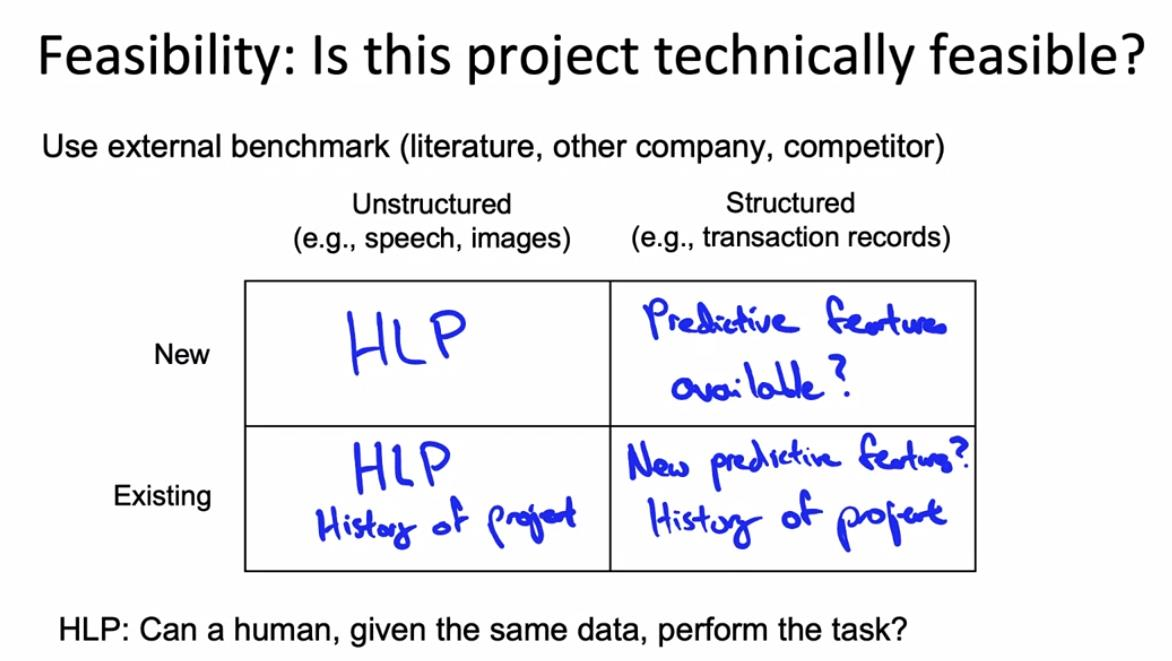 Feasibility: Is this project technically feasible?
Use external benchmark (literature, other company, competitor)
Unstructured
(e.g., speech, images)
Structured
(e.g., transaction records)
New
HLP
Predictive features
available?
Existing
HLP
History of project
New predictive features?
History of project
HLP: Can a human, given the same data, perform the task?